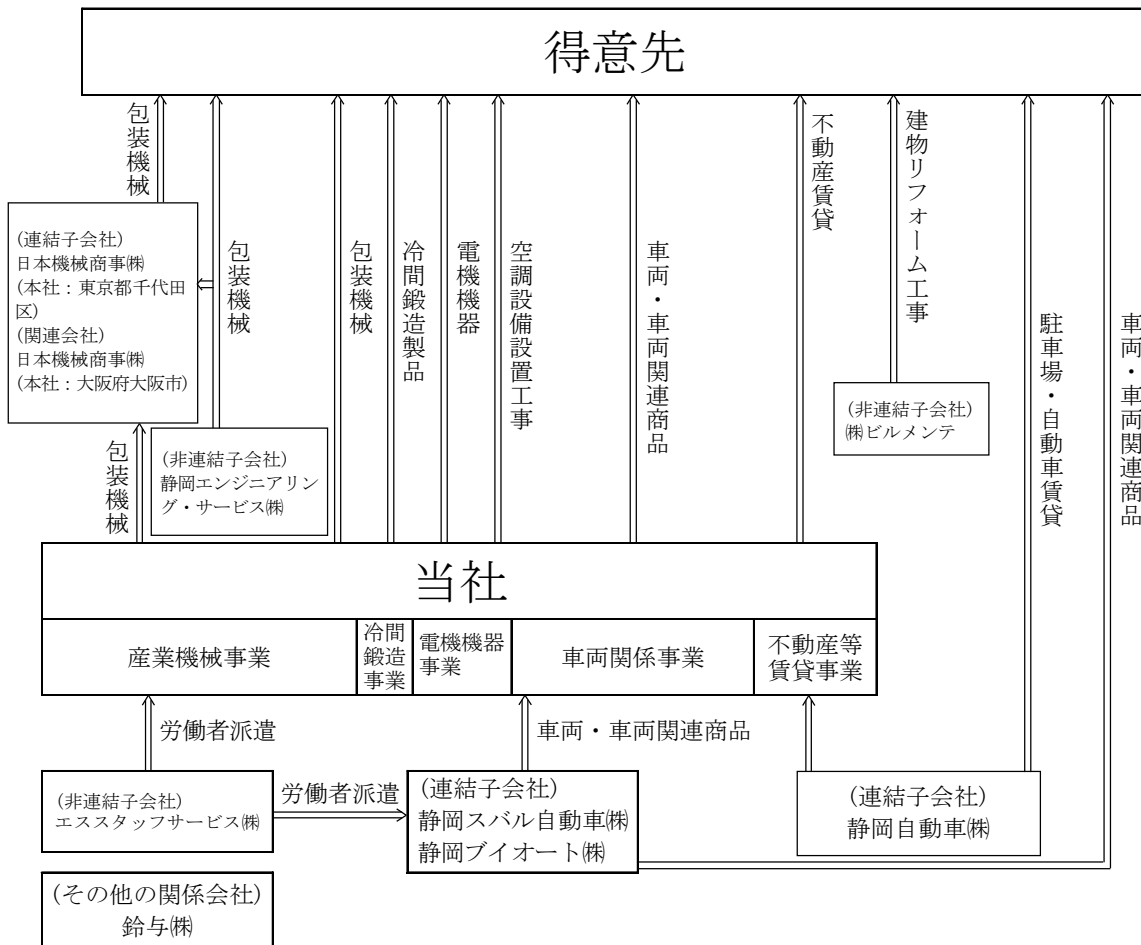 得意先
包装機械
包装機械
包装機械
冷間鍛造製品
電機機器
空調設備設置工事
車両・車両関連商品
不動産賃貸
建物リフォーム工事
駐車場・自動車賃貸
車両・車両関連商品
(連結子会社)
日本機械商事㈱
(本社：東京都千代田
区)
(関連会社)
日本機械商事㈱
(本社：大阪府大阪市)
包装機械
(非連結子会社)
静岡エンジニアリン
グ・サービス㈱
(非連結子会社)
㈱ビルメンテ
当社
産業機械事業
冷間
鍛造
事業
電機機器
事業
車両関係事業
不動産等
賃貸事業
労働者派遣
車両・車両関連商品
(非連結子会社)
エススタッフサービス㈱
労働者派遣
(連結子会社)
静岡スバル自動車㈱
静岡ブイオート㈱
(連結子会社)
静岡自動車㈱
(その他の関係会社)
鈴与㈱